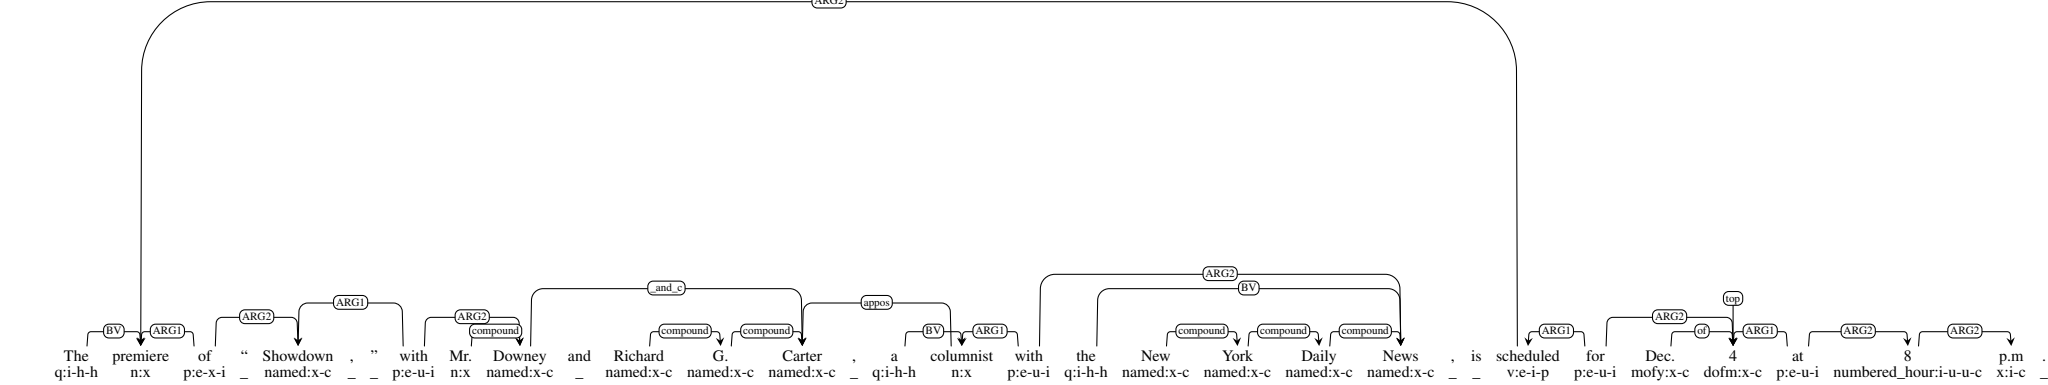 ARG2
ARG2
_and_c
BV
ARG1
appos
top
ARG2
ARG2
ARG2
BV
ARG1
compound
compound
compound
BV
ARG1
compound
compound
compound
ARG1
of
ARG1
ARG2
ARG2
The premiere of “ Showdown , ” with Mr. Downey and Richard G. Carter , a columnist with the New York Daily News , is scheduled for Dec. 4 at 8 p.m .
q:i-h-h n:x p:e-x-i _ named:x-c _ _ p:e-u-i n:x named:x-c _ named:x-c named:x-c named:x-c _ q:i-h-h n:x p:e-u-i q:i-h-h named:x-c named:x-c named:x-c named:x-c _ _ v:e-i-p p:e-u-i mofy:x-c dofm:x-c p:e-u-i numbered_hour:i-u-u-c x:i-c _